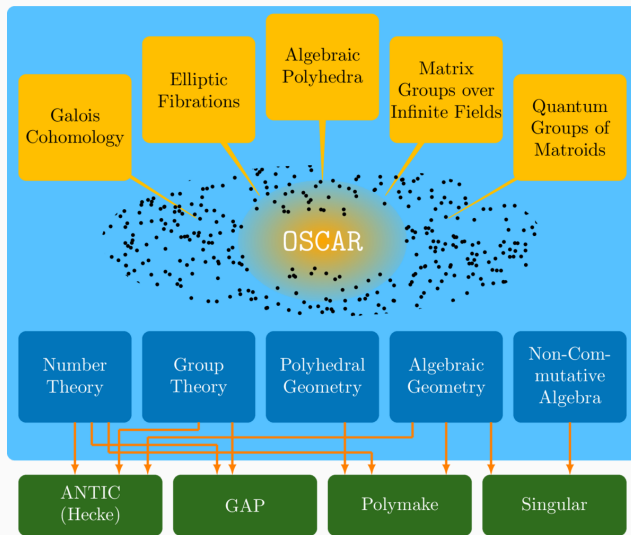 Galois
Cohomology
Elliptic
Fibrations
Algebraic
Polyhedra
Matrix
Groups over
Infinite Fields
Quantum
Groups of
Matroids
OSCAR
Number
Theory
Group
Theory
Polyhedral
Geometry
Algebraic
Geometry
Non-Com-
mutative
Algebra
ANTIC
(Hecke)
GAP
Polymake
Singular